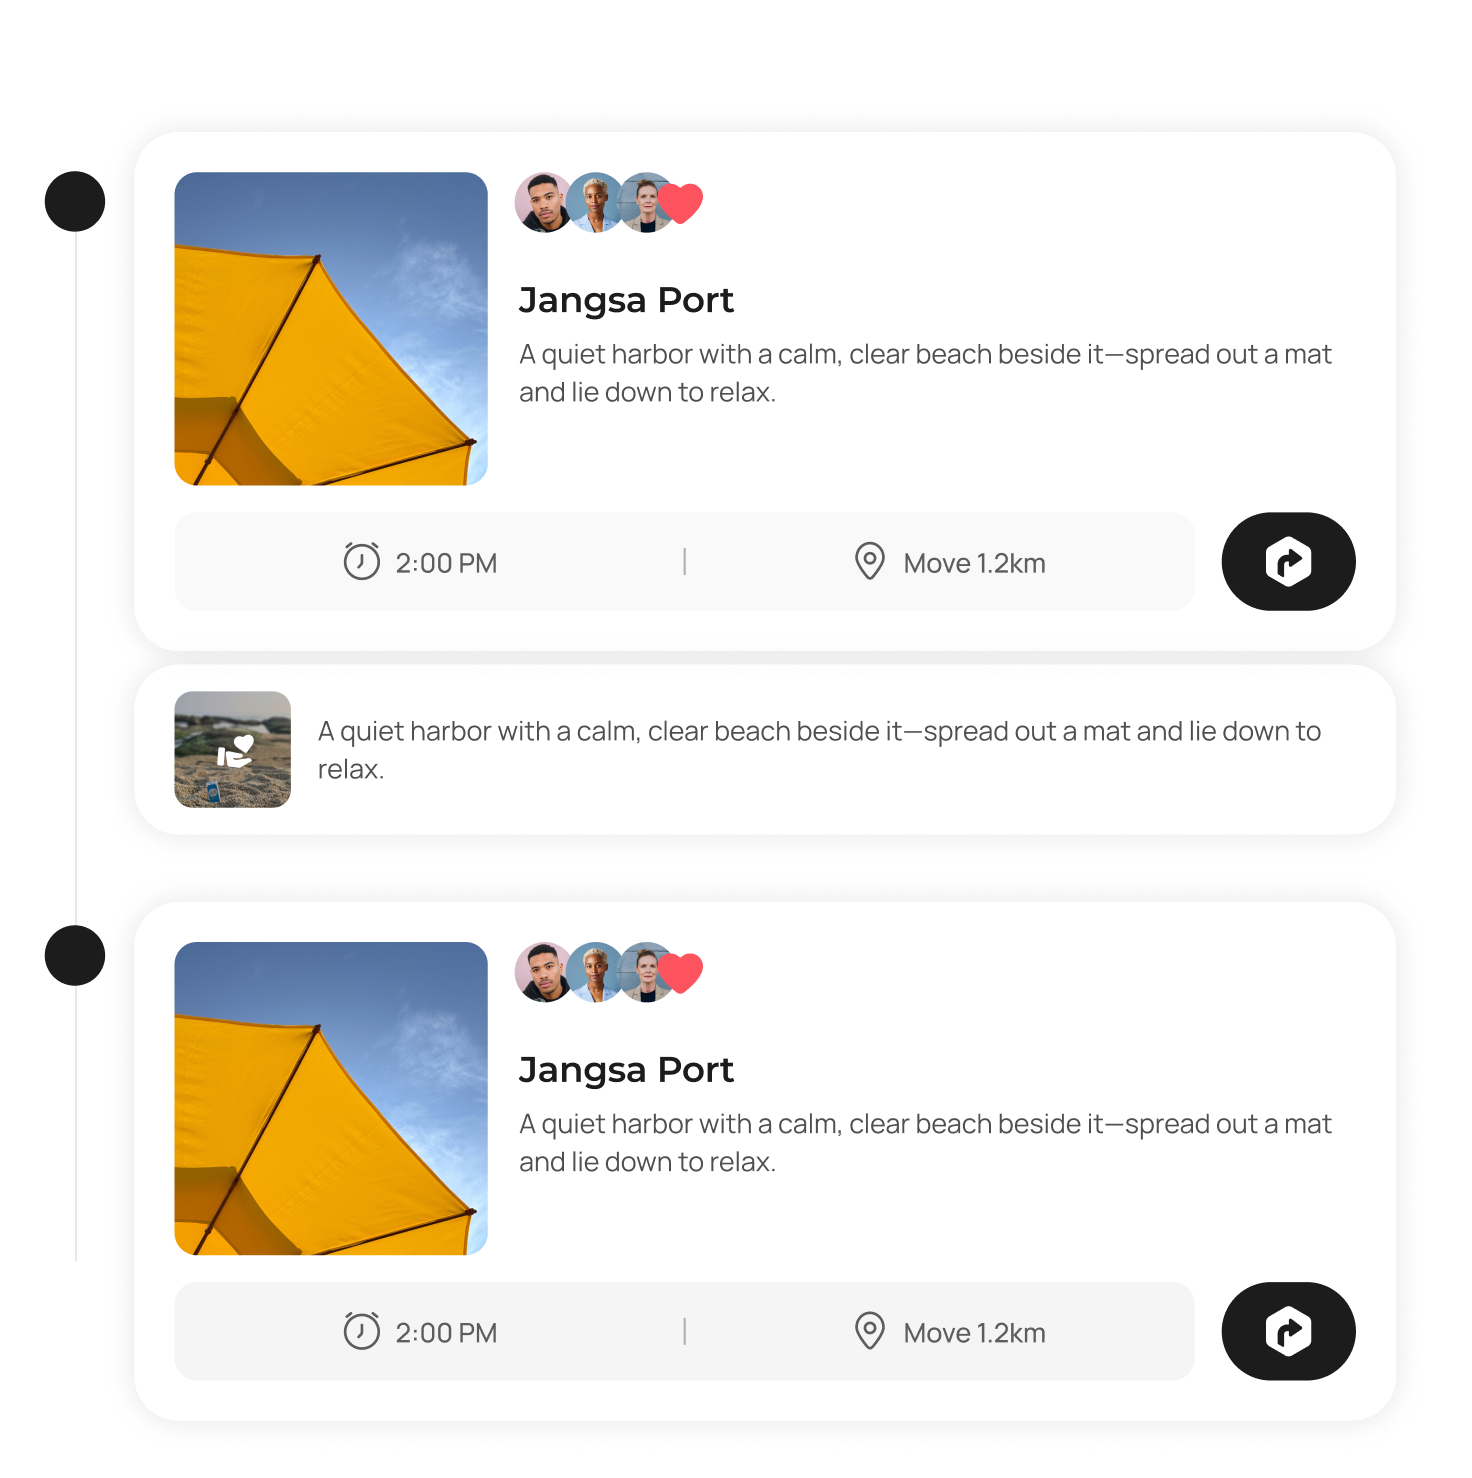 Jangsa Port
A quiet harbor with a calm, clear beach beside it—spread out a mat
and lie down to relax.
2:00 PM
Move 1.2km
A quiet harbor with a calm, clear beach beside it—spread out a mat and lie down to
relax.
Jangsa Port
A quiet harbor with a calm, clear beach beside it—spread out a mat
and lie down to relax.
2:00 PM
Move 1.2km